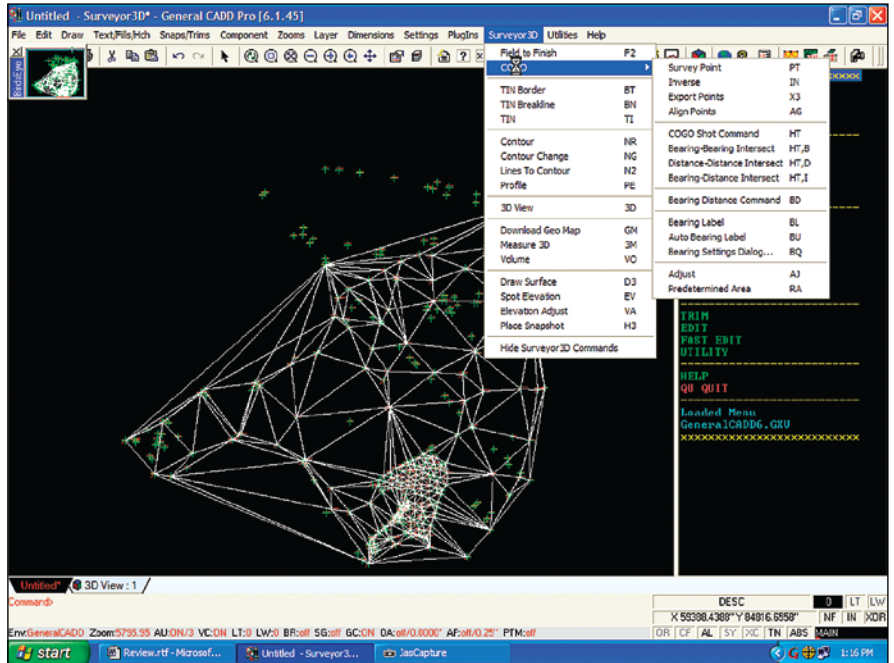 Untitled - Surveyor3D* - General CADD Pro [6.1.45]
File Edit Draw Text/Fills/Hch Snaps/Trims Component Zooms Layer Dimensions Settings PlugIns Surveyor3D Utilities Help
BirdsEye
Field to Finish F2
COGO
TIN Border BT
TIN Breakline BN
TIN TI
Contour NR
Contour Change NG
Lines To Contour N2
Profile PE
3D View 3D
Download Geo Map GM
Measure 3D 3M
Volume VO
Draw Surface D3
Spot Elevation EV
Elevation Adjust VA
Place Snapshot H3
Hide Surveyor3D Commands
Survey Point PT
Inverse IN
Export Points X3
Align Points AG
COGO Shot Command HT
Bearing-Bearing Intersect HT,B
Distance-Distance Intersect HT,D
Bearing-Distance Intersect HT,I
Bearing Distance Command BD
Bearing Label BL
Auto Bearing Label BU
Bearing Settings Dialog... BQ
Adjust AJ
Predetermined Area RA
TRIM
EDIT
FAST EDIT
UTILITY
HELP
QU QUIT
Loaded Menu
GeneralCADD6.GXV
xxxxxxxxxxxxxxxxxxxxxxxxxx
Untitled* 3D View : 1
Command>
DESC 0 LT LW
X 59398.4388" Y 84816.6558" NF IN XOR
Env:GeneralCADD Zoom:5795.95 AU:ON/3 VC:ON LT:0 LW:0 BR:off SG:off GC:ON OA:off/0.0000° AF:off/0.25" PTM:off
OR CF AL SY XC TN ABS MAIN
start Review.rtf - Microsof... Untitled - Surveyor3... JasCapture 1:16 PM